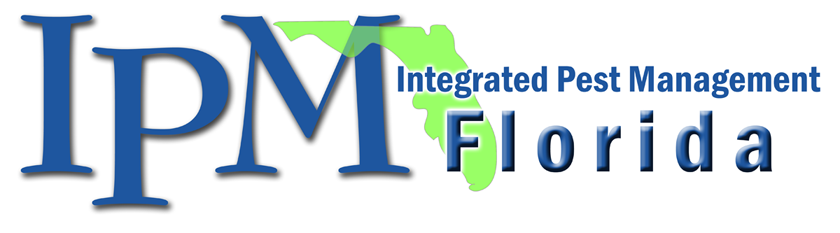 IPM
Integrated Pest Management
Florida